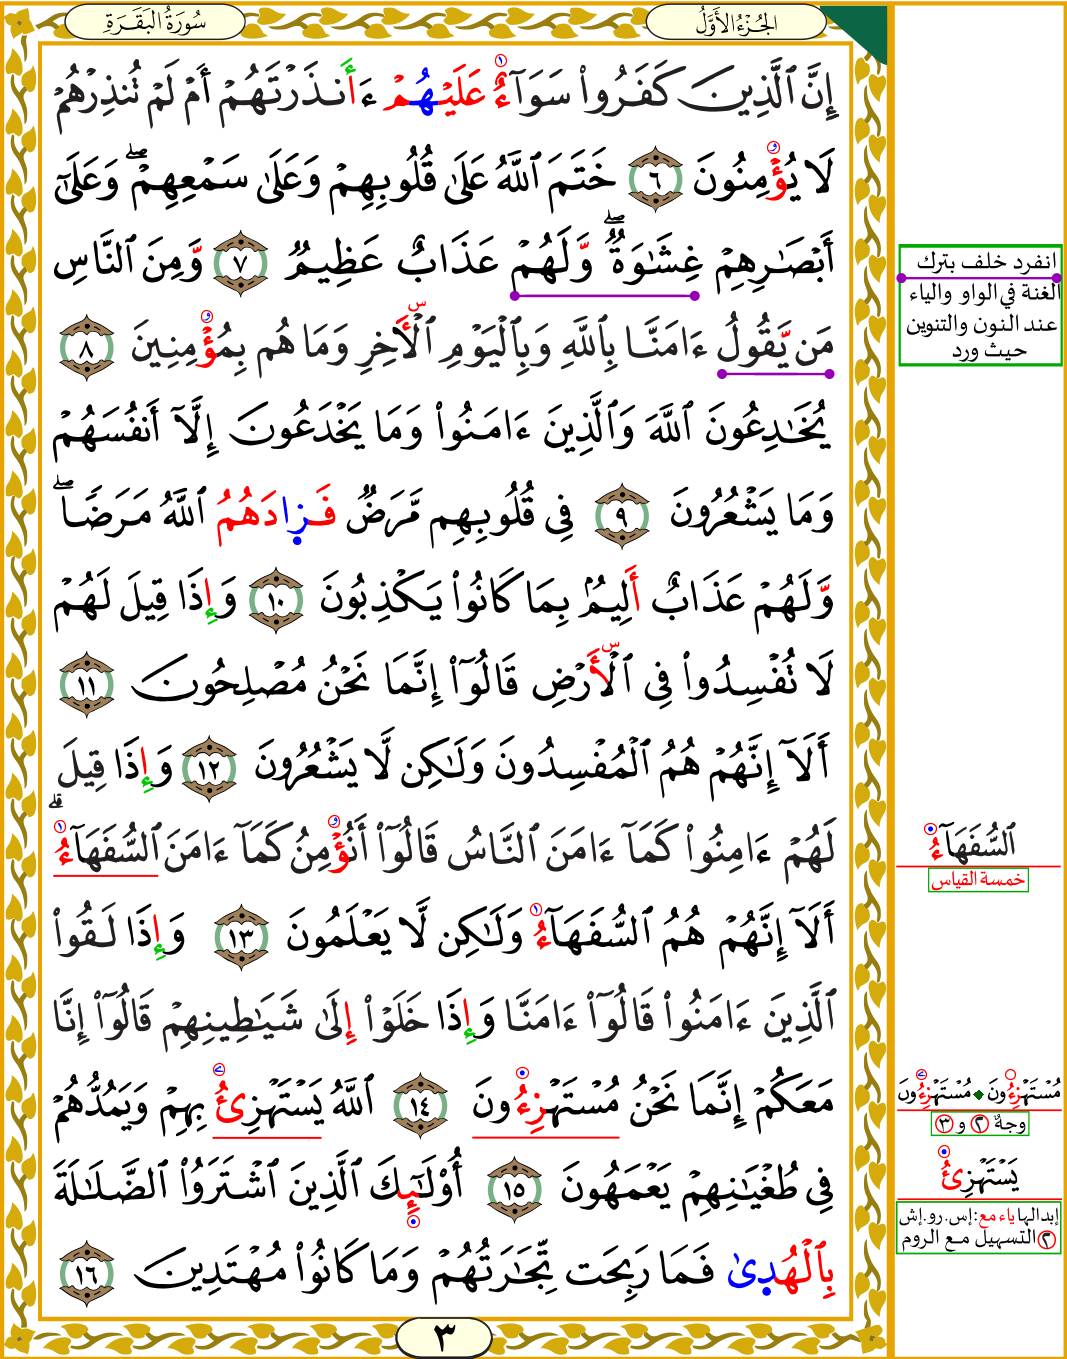 سُورَةُ البَقَرَةِ
الجُزْءُ الأَوَّلُ
إِنَّ ٱلَّذِينَ كَفَرُوا۟ سَوَآءٌ عَلَيْهُمْ ءَأَنذَرْتَهُمْ أَمْ لَمْ تُنذِرْهُمْ
لَا يُؤْمِنُونَ ٦ خَتَمَ ٱللَّهُ عَلَىٰ قُلُوبِهِمْ وَعَلَىٰ سَمْعِهِمْ ۖ وَعَلَىٰٓ
أَبْصَٰرِهِمْ غِشَٰوَةٌ ۖ وَّلَهُمْ عَذَابٌ عَظِيمٌ ٧ وَّمِنَ ٱلنَّاسِ
مَن يَّقُولُ ءَامَنَّا بِٱللَّهِ وَبِٱلْيَوْمِ ٱلْأَخِرِ وَمَا هُم بِمُؤْمِنِينَ ٨
يُخَٰدِعُونَ ٱللَّهَ وَٱلَّذِينَ ءَامَنُوا۟ وَمَا يَخْدَعُونَ إِلَّآ أَنفُسَهُمْ
وَمَا يَشْعُرُونَ ٩ فِى قُلُوبِهِم مَّرَضٌ فَزَادَهُمُ ٱللَّهُ مَرَضًا ۖ
وَّلَهُمْ عَذَابٌ أَلِيمٌ بِمَا كَانُوا۟ يَكْذِبُونَ ١٠ وَإِذَا قِيلَ لَهُمْ
لَا تُفْسِدُوا۟ فِى ٱلْأَرْضِ قَالُوٓا۟ إِنَّمَا نَحْنُ مُصْلِحُونَ ١١
أَلَآ إِنَّهُمْ هُمُ ٱلْمُفْسِدُونَ وَلَٰكِن لَّا يَشْعُرُونَ ١٢ وَإِذَا قِيلَ
لَهُمْ ءَامِنُوا۟ كَمَآ ءَامَنَ ٱلنَّاسُ قَالُوٓا۟ أَنُؤْمِنُ كَمَآ ءَامَنَ ٱلسُّفَهَآءُ ۗ
أَلَآ إِنَّهُمْ هُمُ ٱلسُّفَهَآءُ وَلَٰكِن لَّا يَعْلَمُونَ ١٣ وَإِذَا لَقُوا۟
ٱلَّذِينَ ءَامَنُوا۟ قَالُوٓا۟ ءَامَنَّا وَإِذَا خَلَوْا۟ إِلَىٰ شَيَٰطِينِهِمْ قَالُوٓا۟ إِنَّا
مَعَكُمْ إِنَّمَا نَحْنُ مُسْتَهْزِءُونَ ١٤ ٱللَّهُ يَسْتَهْزِئُ بِهِمْ وَيَمُدُّهُمْ
فِى طُغْيَٰنِهِمْ يَعْمَهُونَ ١٥ أُو۟لَٰٓئِكَ ٱلَّذِينَ ٱشْتَرَوُا۟ ٱلضَّلَٰلَةَ
بِٱلْهُدِىٰ فَمَا رَبِحَت تِّجَٰرَتُهُمْ وَمَا كَانُوا۟ مُهْتَدِينَ ١٦
٣
انفرد خلف بترك
الغنة في الواو والياء
عند النون والتنوين
حيث ورد
ٱلسُّفَهَآءُ
خمسة القياس
مُسْتَهْزِءُونَ ◆ مُسْتَهْزِءُونَ
وجهٌ ٢ و ٣
يَسْتَهْزِئُ
إبدالها ياء مع: إس. رو. إش
٢ التسهيل مع الروم